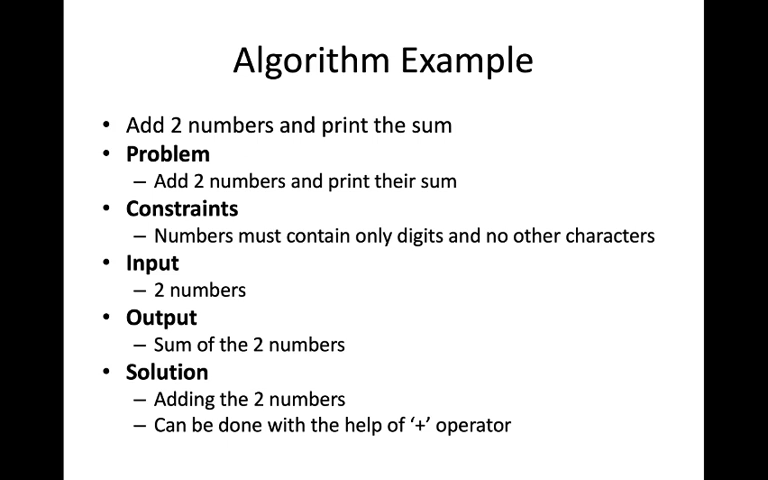 Algorithm Example
• Add 2 numbers and print the sum
• Problem
– Add 2 numbers and print their sum
• Constraints
– Numbers must contain only digits and no other characters
• Input
– 2 numbers
• Output
– Sum of the 2 numbers
• Solution
– Adding the 2 numbers
– Can be done with the help of ‘+’ operator